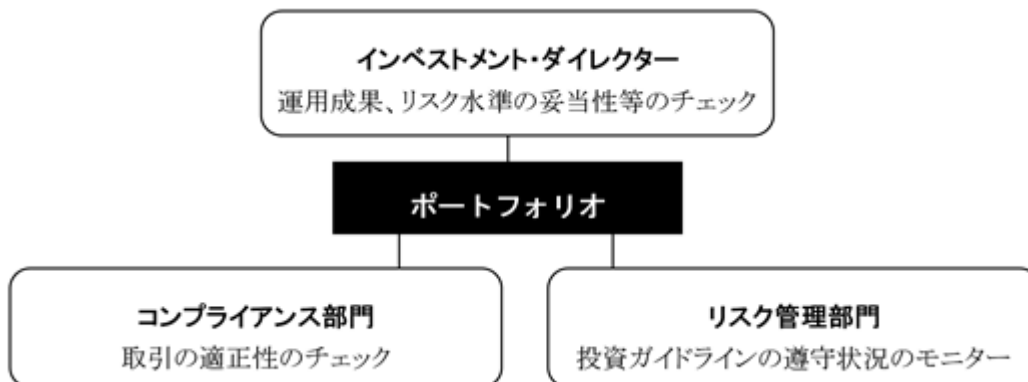 インベストメント・ダイレクター
運用成果、リスク水準の妥当性等のチェック
ポートフォリオ
コンプライアンス部門
取引の適正性のチェック
リスク管理部門
投資ガイドラインの遵守状況のモニター